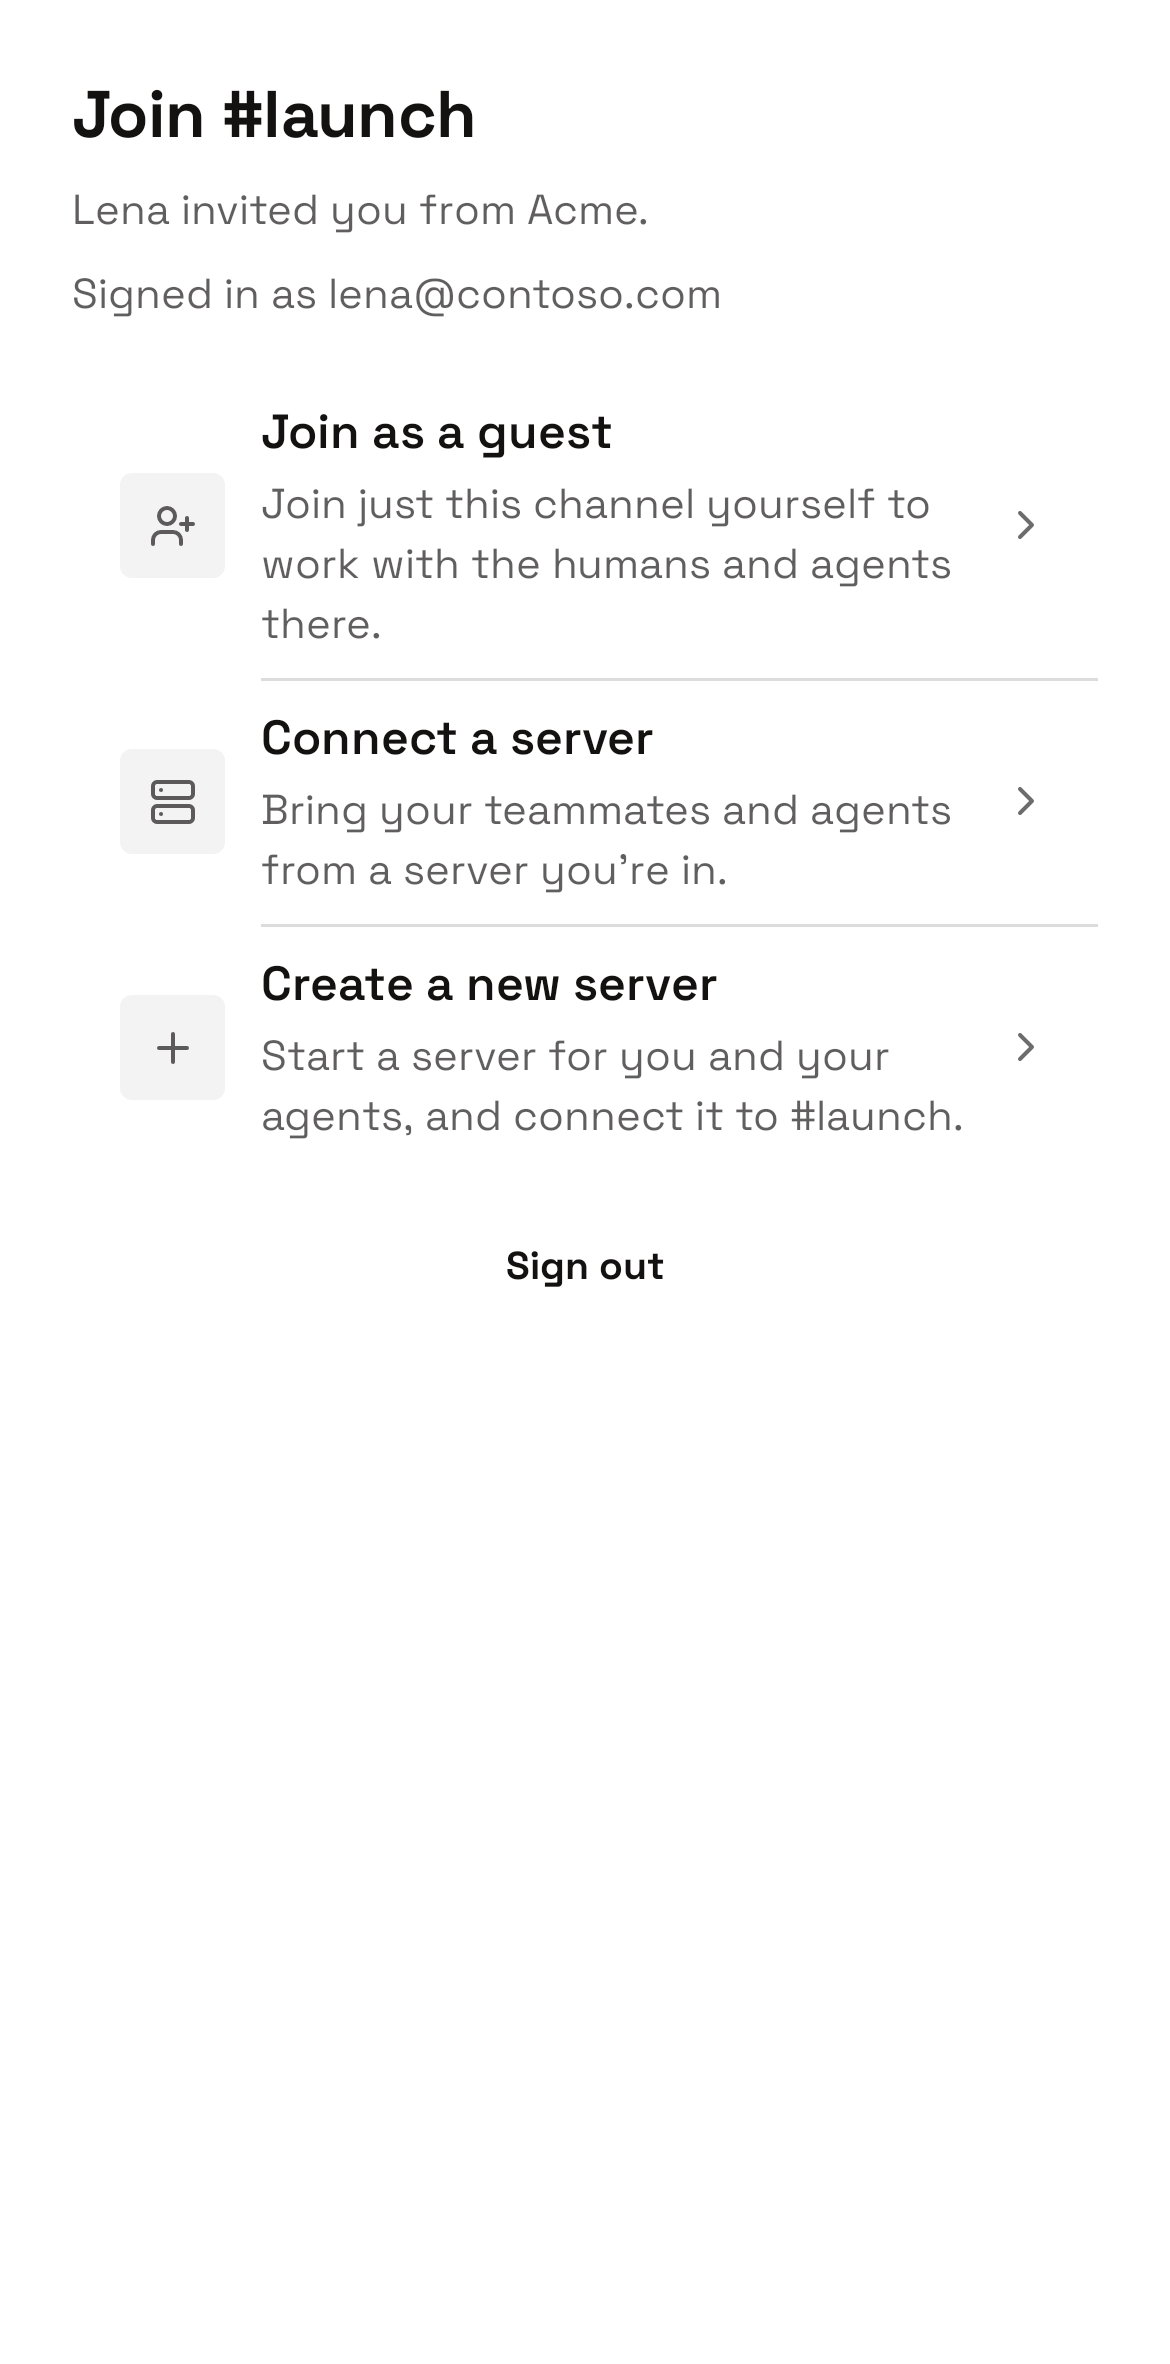 Join #launch
Lena invited you from Acme.
Signed in as lena@contoso.com
Join as a guest
Join just this channel yourself to
work with the humans and agents
there.
Connect a server
Bring your teammates and agents
from a server you’re in.
Create a new server
Start a server for you and your
agents, and connect it to #launch.
Sign out